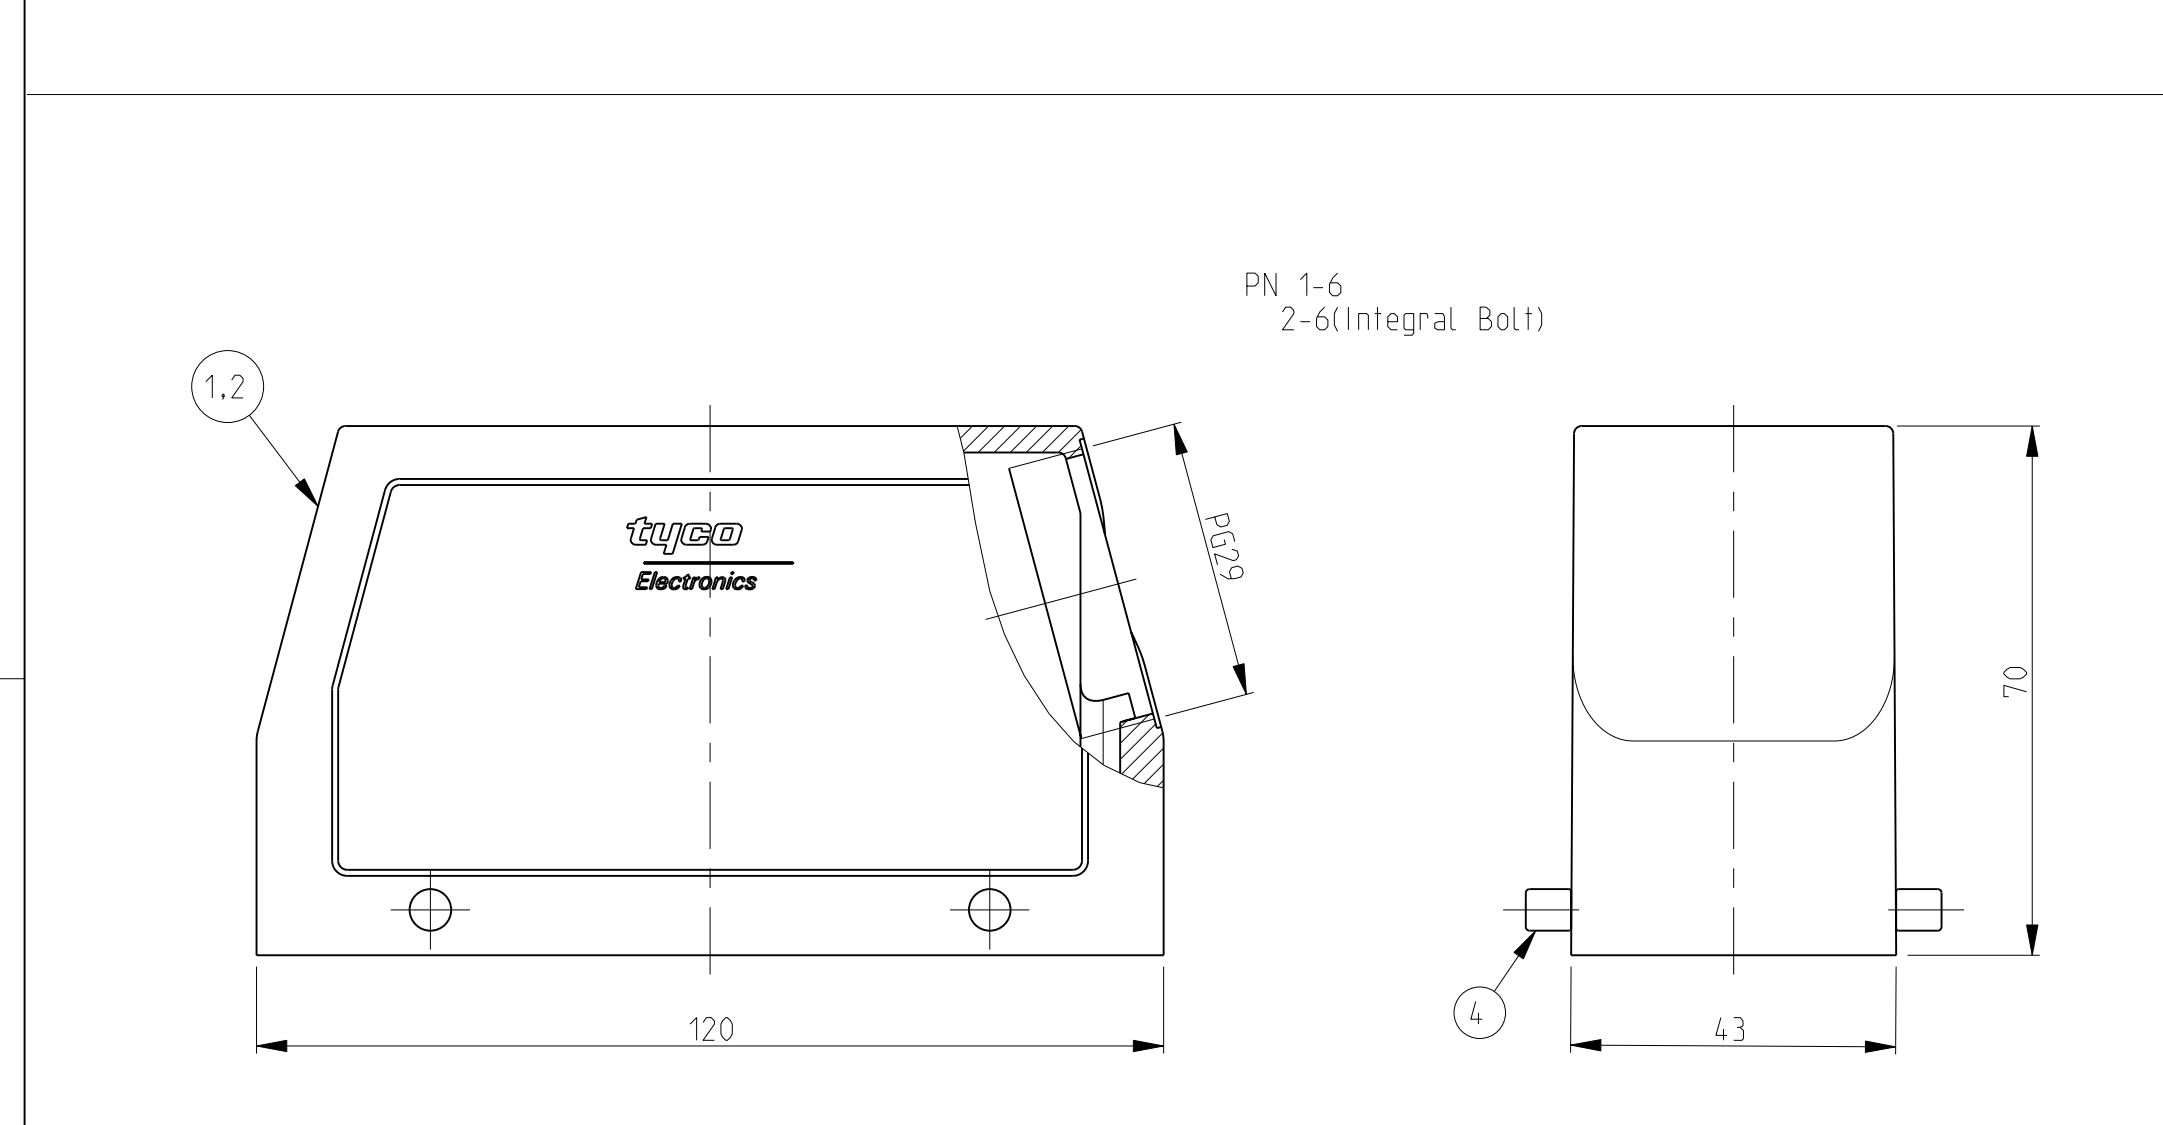 PN 1-6
2-6(Integral Bolt)
1,2
tyco
Electronics
PG29
70
4
120
43